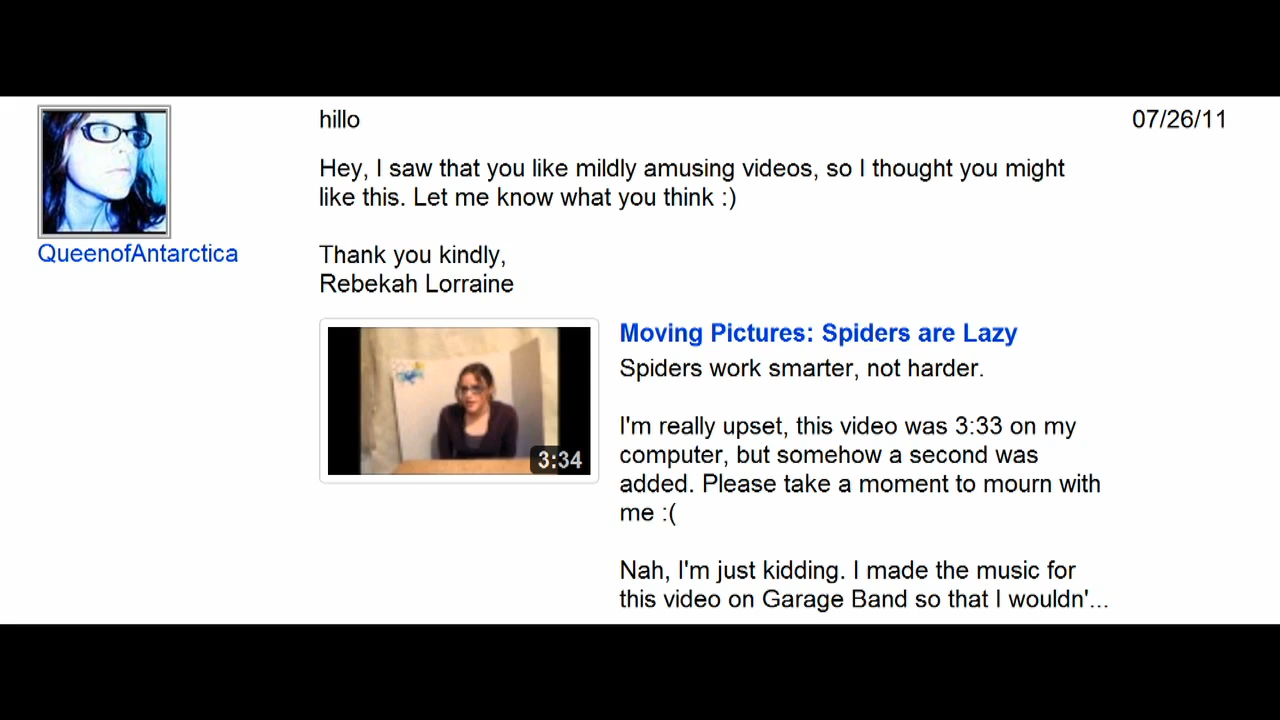 hillo
07/26/11
Hey, I saw that you like mildly amusing videos, so I thought you might
like this. Let me know what you think :)
QueenofAntarctica
Thank you kindly,
Rebekah Lorraine
Moving Pictures: Spiders are Lazy
Spiders work smarter, not harder.
I'm really upset, this video was 3:33 on my
computer, but somehow a second was
added. Please take a moment to mourn with
me :(
3:34
Nah, I'm just kidding. I made the music for
this video on Garage Band so that I wouldn'...